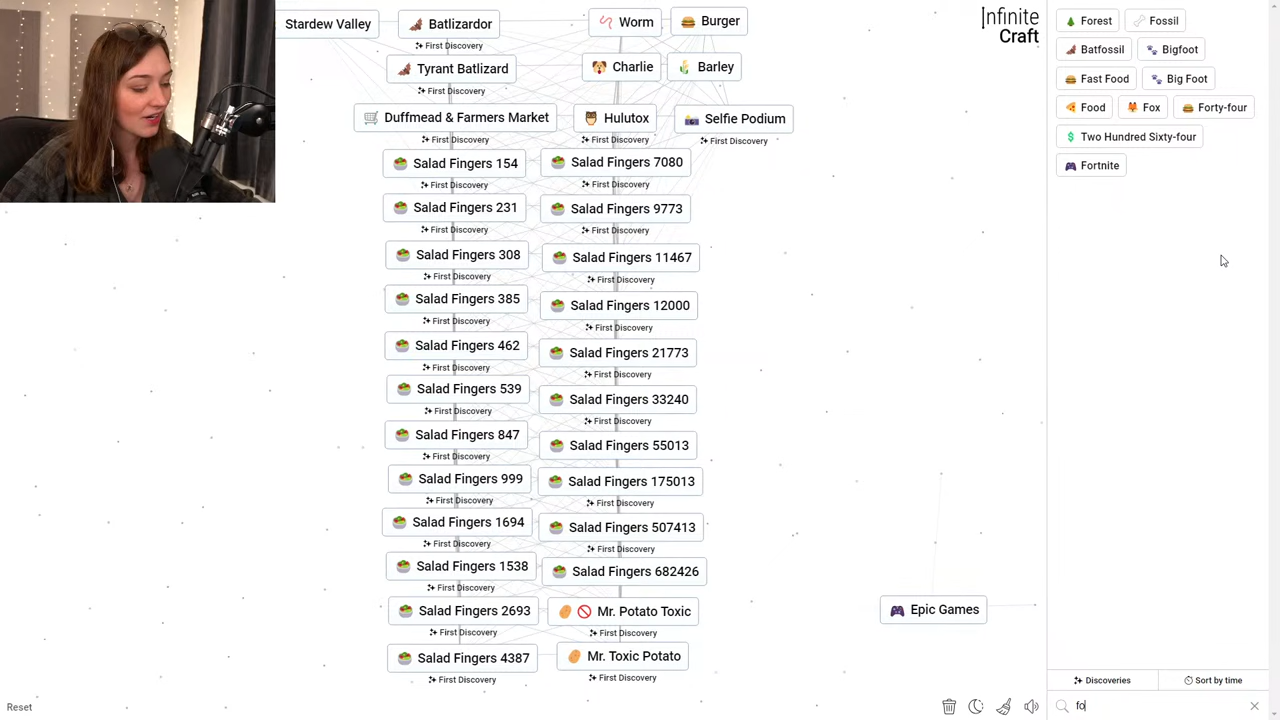 Stardew Valley
Batlizardor
First Discovery
Worm
Burger
Tyrant Batlizard
First Discovery
Charlie
Barley
Duffmead & Farmers Market
First Discovery
Hulutox
First Discovery
Selfie Podium
First Discovery
Salad Fingers 154
First Discovery
Salad Fingers 7080
First Discovery
Salad Fingers 231
First Discovery
Salad Fingers 9773
First Discovery
Salad Fingers 308
First Discovery
Salad Fingers 11467
First Discovery
Salad Fingers 385
First Discovery
Salad Fingers 12000
First Discovery
Salad Fingers 462
First Discovery
Salad Fingers 21773
First Discovery
Salad Fingers 539
First Discovery
Salad Fingers 33240
First Discovery
Salad Fingers 847
First Discovery
Salad Fingers 55013
First Discovery
Salad Fingers 999
First Discovery
Salad Fingers 175013
First Discovery
Salad Fingers 1694
First Discovery
Salad Fingers 507413
First Discovery
Salad Fingers 1538
First Discovery
Salad Fingers 682426
First Discovery
Salad Fingers 2693
First Discovery
Mr. Potato Toxic
First Discovery
Salad Fingers 4387
First Discovery
Mr. Toxic Potato
First Discovery
Epic Games
Infinite
Craft
Forest
Fossil
Batfossil
Bigfoot
Fast Food
Big Foot
Food
Fox
Forty-four
Two Hundred Sixty-four
Fortnite
Discoveries
Sort by time
fo
Reset